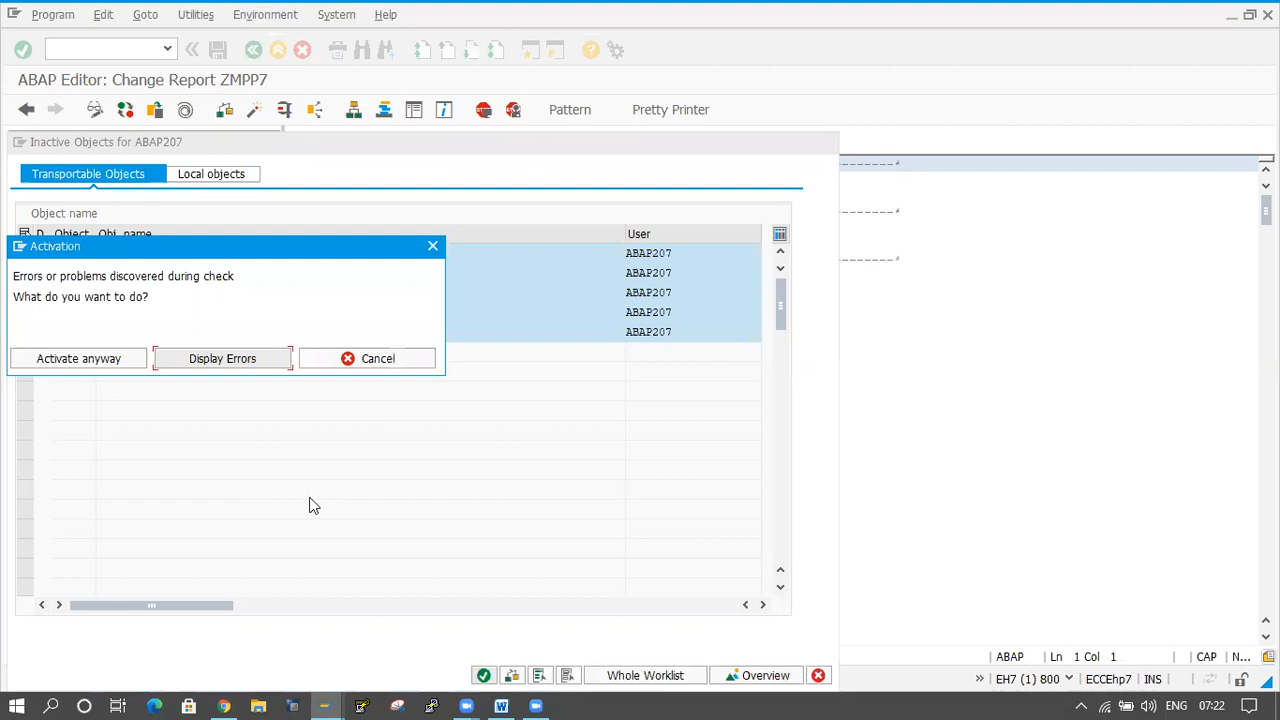 Program Edit Goto Utilities Environment System Help
ABAP Editor: Change Report ZMPP7
Pattern Pretty Printer
Inactive Objects for ABAP207
Transportable Objects Local objects
Object name
D Object Obj. name User
ABAP207
ABAP207
ABAP207
ABAP207
ABAP207
Activation
Errors or problems discovered during check
What do you want to do?
Activate anyway Display Errors Cancel
--------*
--------*
--------*
Whole Worklist Overview
ABAP Ln 1 Col 1 CAP N...
EH7 (1) 800 ECCEhp7 INS
ENG 07:22